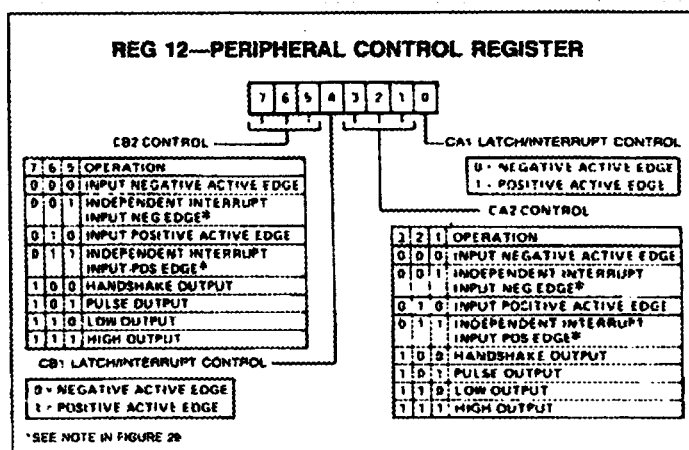 REG 12—PERIPHERAL CONTROL REGISTER
7 6 5 4 3 2 1 0
CB2 CONTROL
7 6 5 OPERATION
0 0 0 INPUT NEGATIVE ACTIVE EDGE
0 0 1 INDEPENDENT INTERRUPT
INPUT NEG EDGE*
0 1 0 INPUT POSITIVE ACTIVE EDGE
0 1 1 INDEPENDENT INTERRUPT
INPUT POS EDGE*
1 0 0 HANDSHAKE OUTPUT
1 0 1 PULSE OUTPUT
1 1 0 LOW OUTPUT
1 1 1 HIGH OUTPUT
CB1 LATCH/INTERRUPT CONTROL
0 - NEGATIVE ACTIVE EDGE
1 - POSITIVE ACTIVE EDGE
CA1 LATCH/INTERRUPT CONTROL
0 - NEGATIVE ACTIVE EDGE
1 - POSITIVE ACTIVE EDGE
CA2 CONTROL
3 2 1 OPERATION
0 0 0 INPUT NEGATIVE ACTIVE EDGE
0 0 1 INDEPENDENT INTERRUPT
INPUT NEG EDGE*
0 1 0 INPUT POSITIVE ACTIVE EDGE
0 1 1 INDEPENDENT INTERRUPT
INPUT POS EDGE*
1 0 0 HANDSHAKE OUTPUT
1 0 1 PULSE OUTPUT
1 1 0 LOW OUTPUT
1 1 1 HIGH OUTPUT
*SEE NOTE IN FIGURE 29